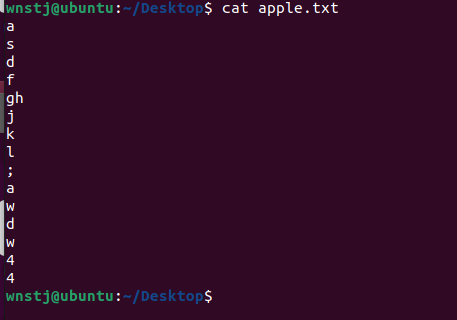 wnstj@ubuntu:~/Desktop$ cat apple.txt
a
s
d
f
gh
j
k
l
;
a
w
d
w
4
4
wnstj@ubuntu:~/Desktop$